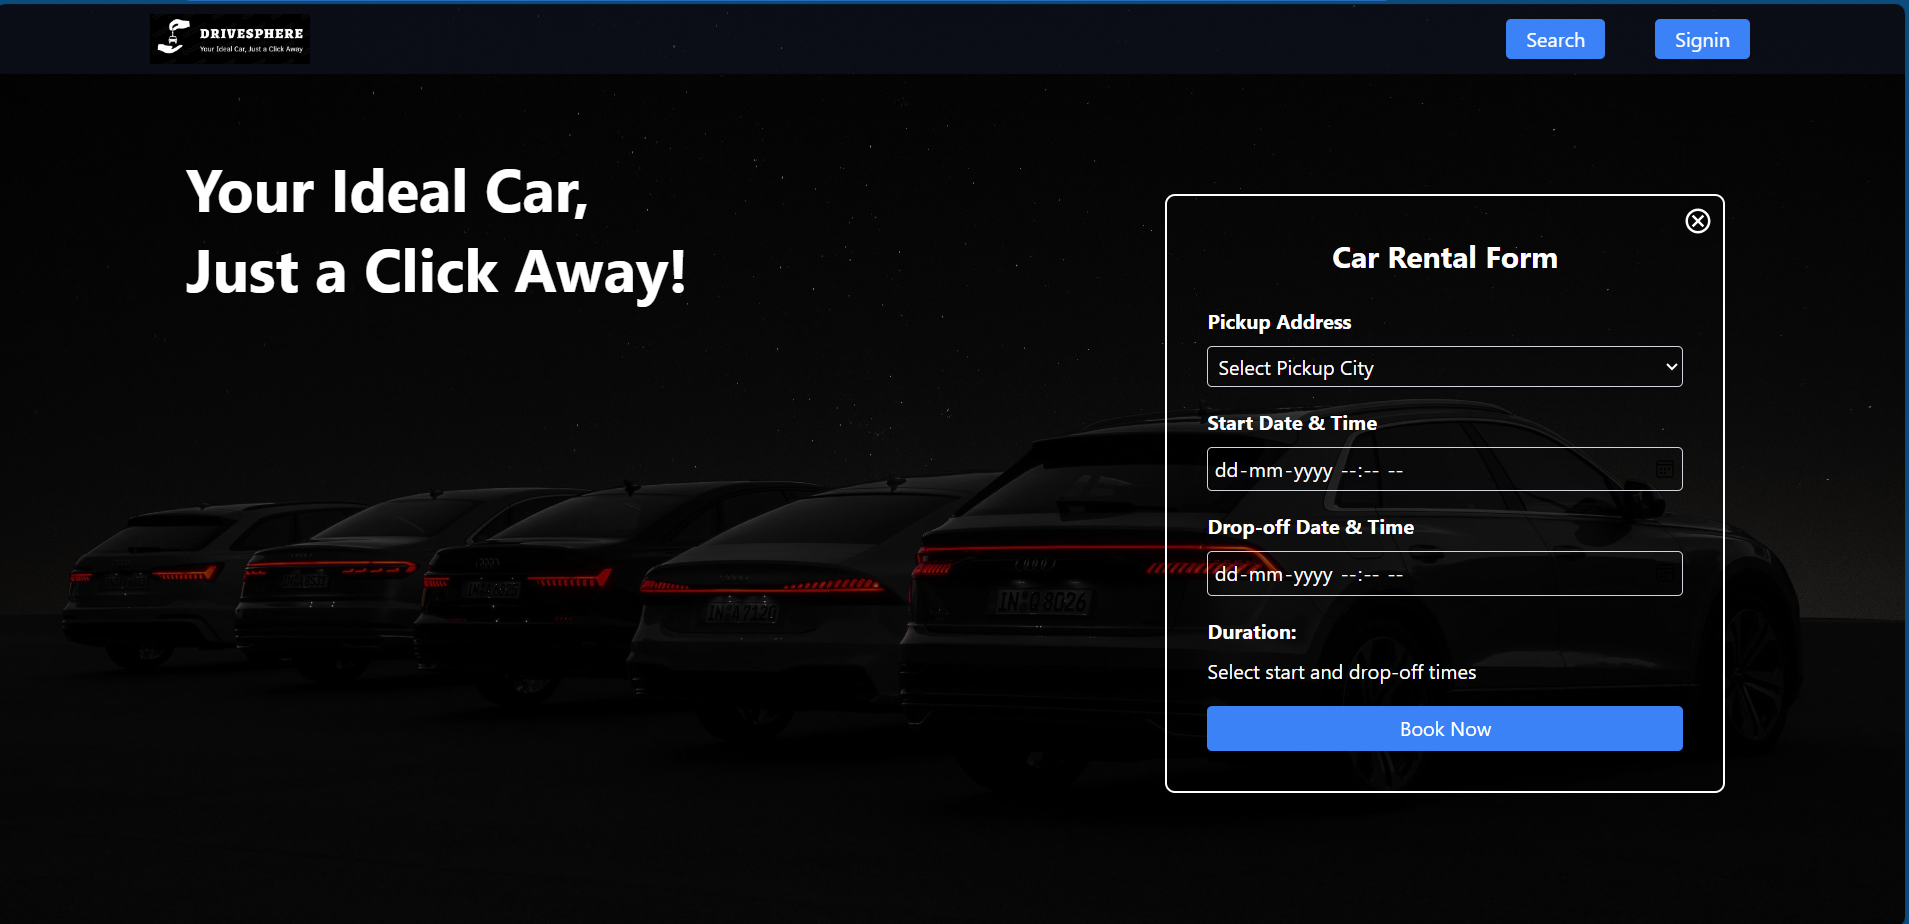 DRIVESPHERE
Your Ideal Car, Just a Click Away
Search
Signin
Your Ideal Car,
Just a Click Away!
Car Rental Form
Pickup Address
Select Pickup City
Start Date & Time
dd-mm-yyyy --:-- --
Drop-off Date & Time
dd-mm-yyyy --:-- --
Duration:
Select start and drop-off times
Book Now
IN·A 7120
IN·Q 8026